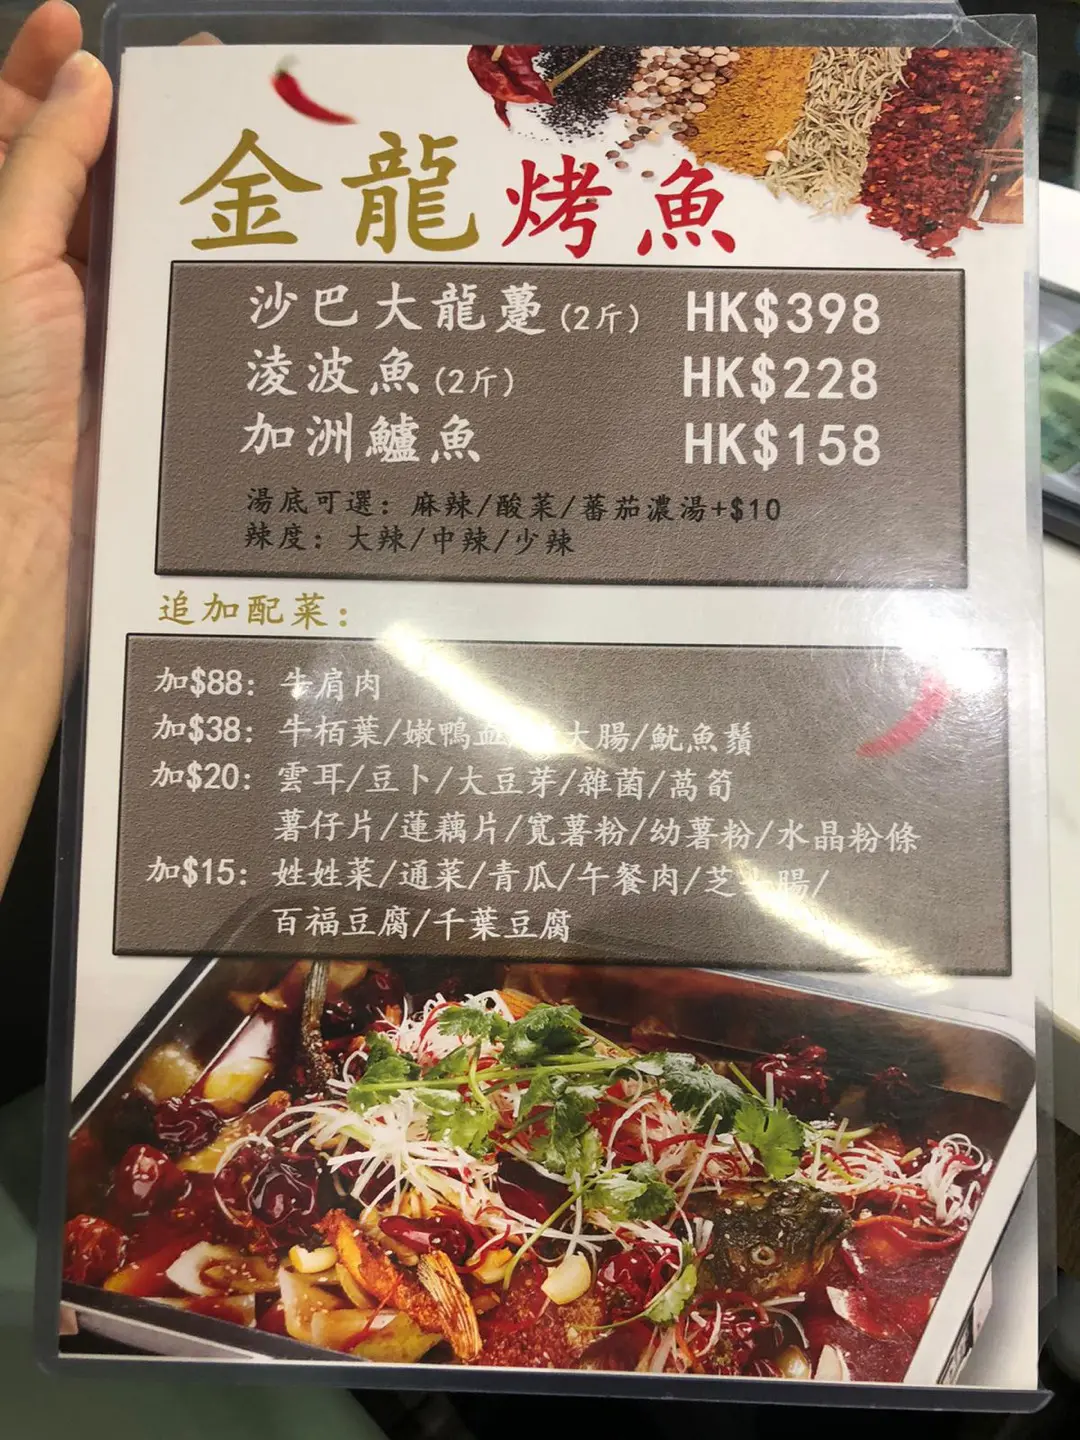 金龍烤魚
沙巴大龍躉(2斤) HK$398
淩波魚(2斤) HK$228
加洲鱸魚 HK$158
湯底可選：麻辣/酸菜/蕃茄濃湯+$10
辣度：大辣/中辣/少辣
追加配菜：
加$88：牛肩肉
加$38：牛栢葉/嫩鴨血 大腸/魷魚鬚
加$20：雲耳/豆卜/大豆芽/雜菌/萵筍
薯仔片/蓮藕片/寬薯粉/幼薯粉/水晶粉條
加$15：娃娃菜/通菜/青瓜/午餐肉/芝 腸/
百福豆腐/千葉豆腐